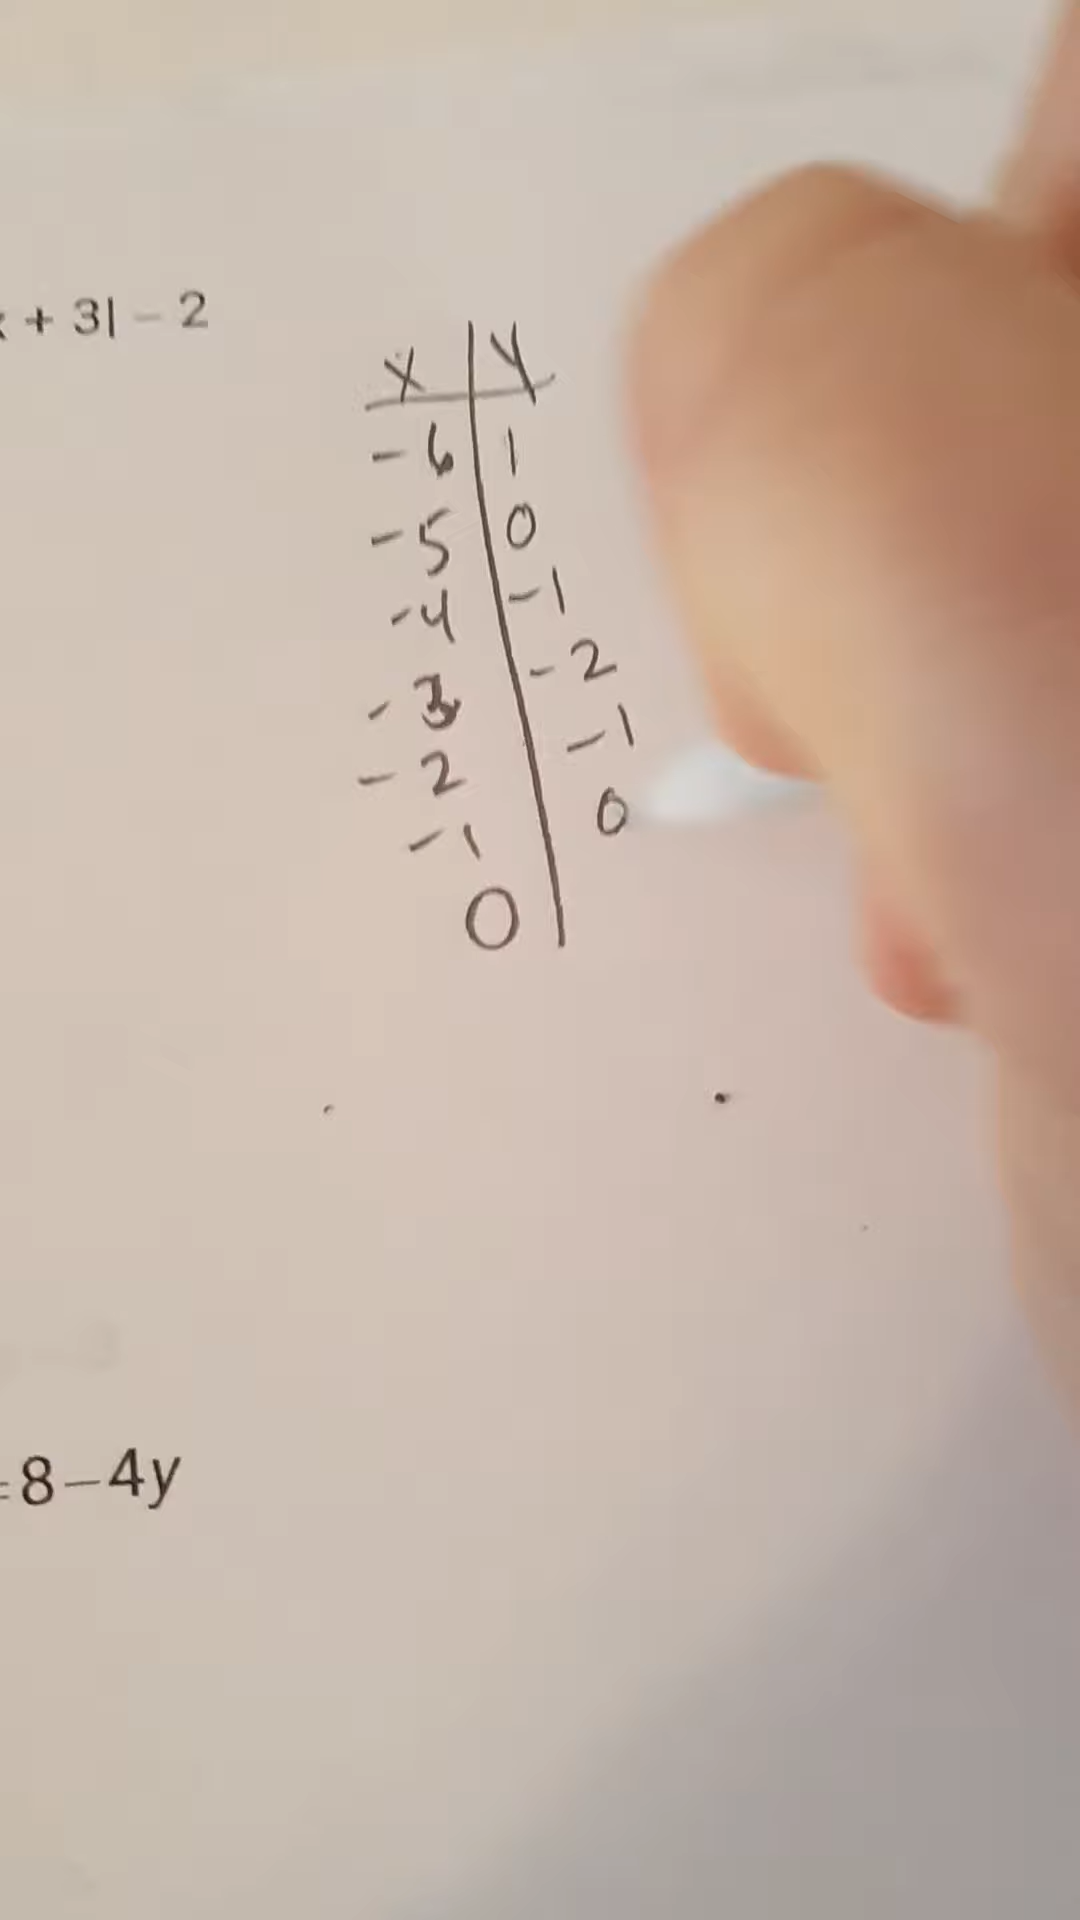 + 3| – 2
x y
-6 1
-5 0
-4 -1
-3 -2
-2 -1
-1 0
0
=8–4y